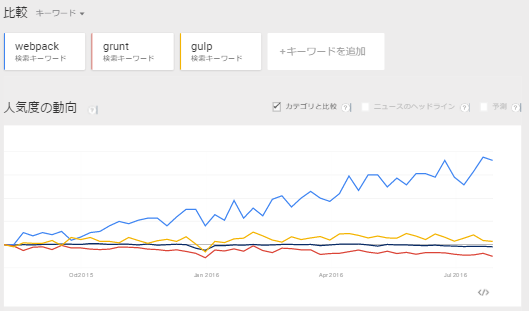 比較 キーワード
webpack grunt gulp +キーワードを追加
検索キーワード 検索キーワード 検索キーワード
人気度の動向 ? カテゴリと比較 ? ニュースのヘッドライン ? 予測 ?
Oct 2015 Jan 2016 Apr 2016 Jul 2016
</>